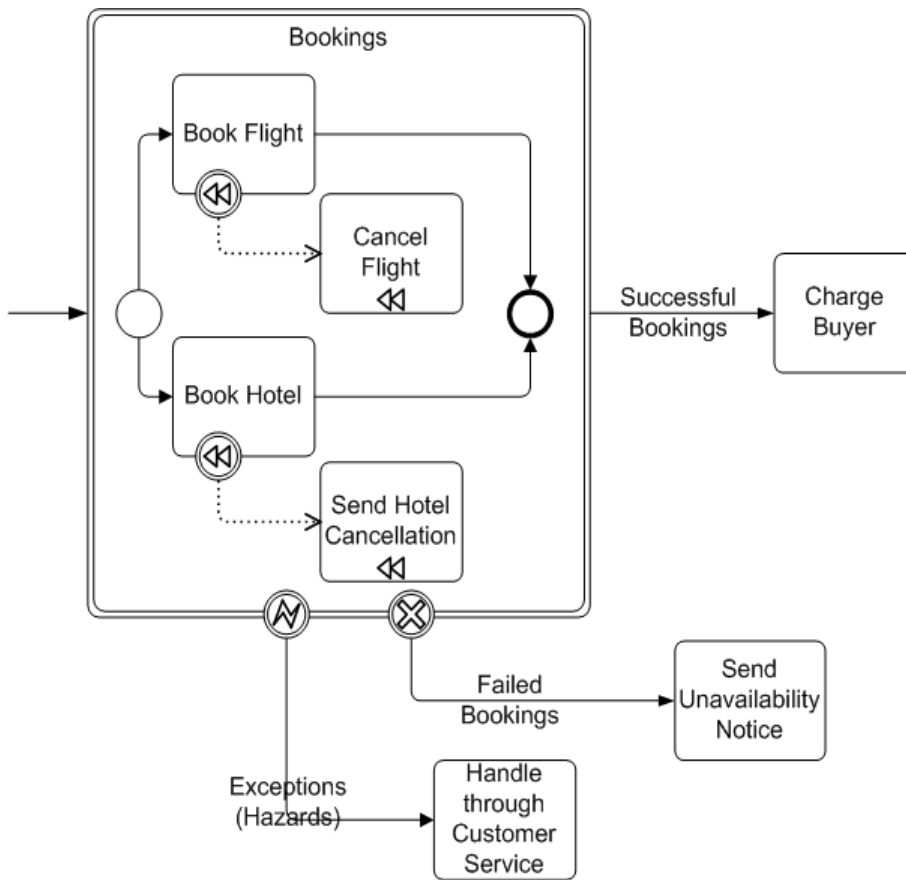 Bookings
Book Flight
Cancel
Flight
Successful
Bookings
Charge
Buyer
Book Hotel
Send Hotel
Cancellation
Failed
Bookings
Send
Unavailability
Notice
Exceptions
(Hazards)
Handle
through
Customer
Service